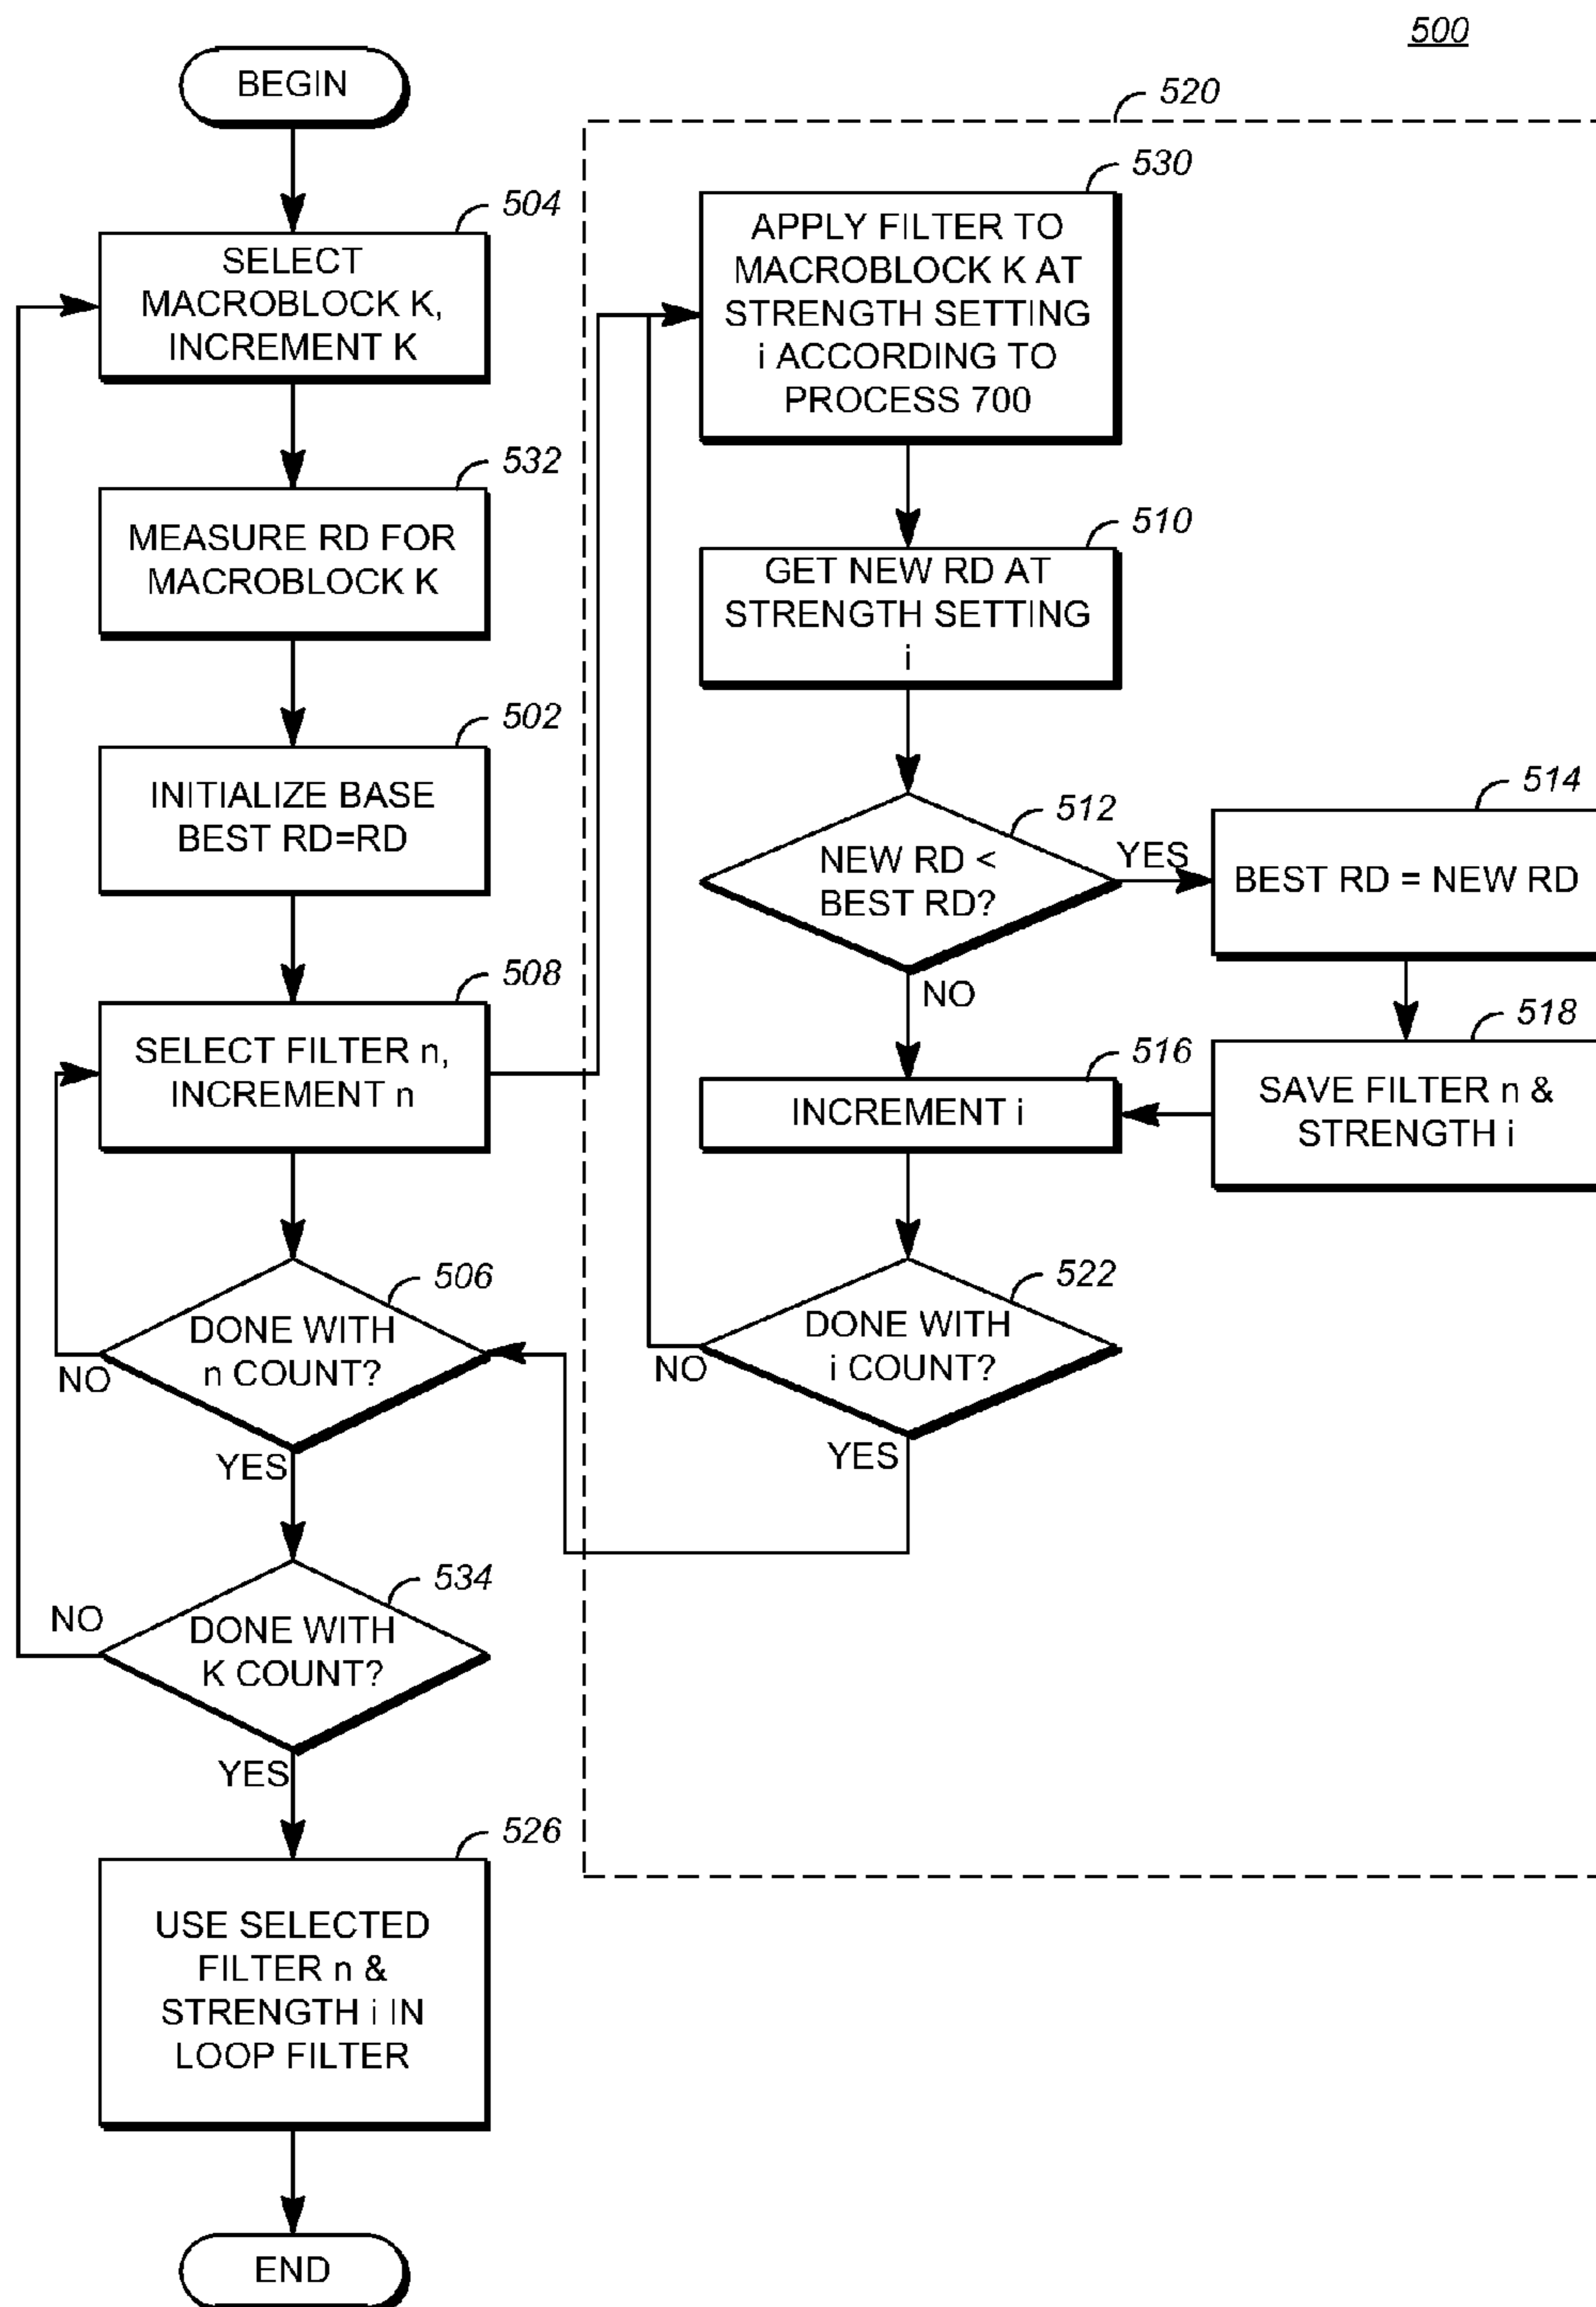 500
BEGIN
504
SELECT
MACROBLOCK K,
INCREMENT K
532
MEASURE RD FOR
MACROBLOCK K
502
INITIALIZE BASE
BEST RD=RD
508
SELECT FILTER n,
INCREMENT n
506
DONE WITH
n COUNT?
NO
YES
534
DONE WITH
K COUNT?
NO
YES
526
USE SELECTED
FILTER n &
STRENGTH i IN
LOOP FILTER
END
520
530
APPLY FILTER TO
MACROBLOCK K AT
STRENGTH SETTING
i ACCORDING TO
PROCESS 700
510
GET NEW RD AT
STRENGTH SETTING
i
512
NEW RD <
BEST RD?
YES
NO
514
BEST RD = NEW RD
518
SAVE FILTER n &
STRENGTH i
516
INCREMENT i
522
DONE WITH
i COUNT?
NO
YES